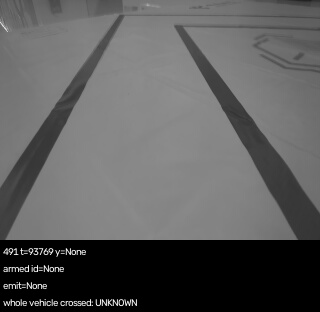 491 t=93769 y=None
armed id=None
emit=None
whole vehicle crossed: UNKNOWN